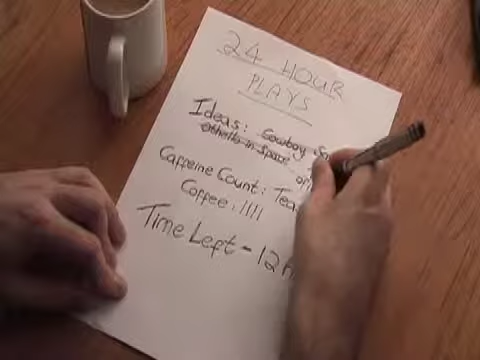 24 HOUR
PLAYS
Ideas: Cowboy
Othello in Space
Caffeine Count: Tea
Coffee: IIII
Time Left - 12